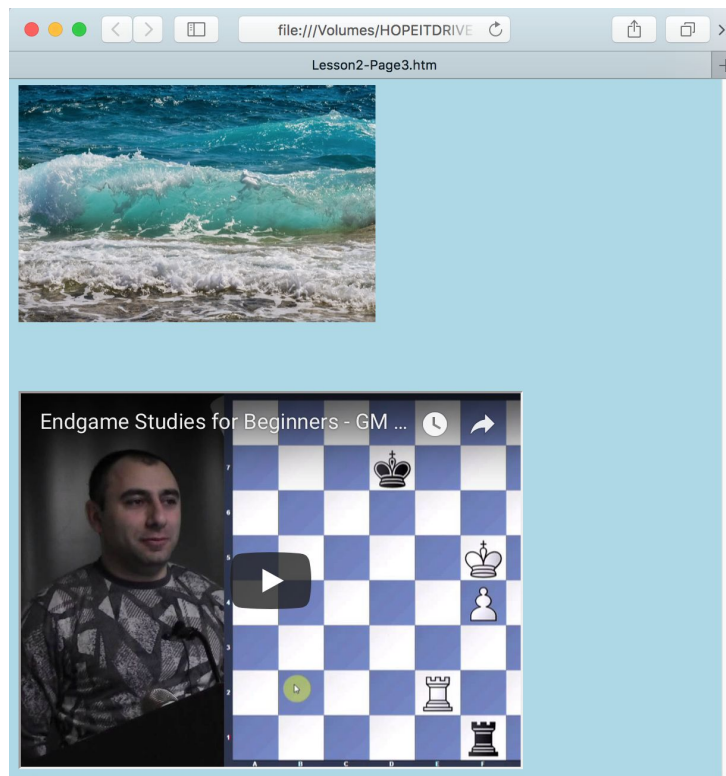 file:///Volumes/HOPEITDRIVE
Lesson2-Page3.htm
Endgame Studies for Beginners - GM ...
7
6
5
4
3
2
1
A B C D E F